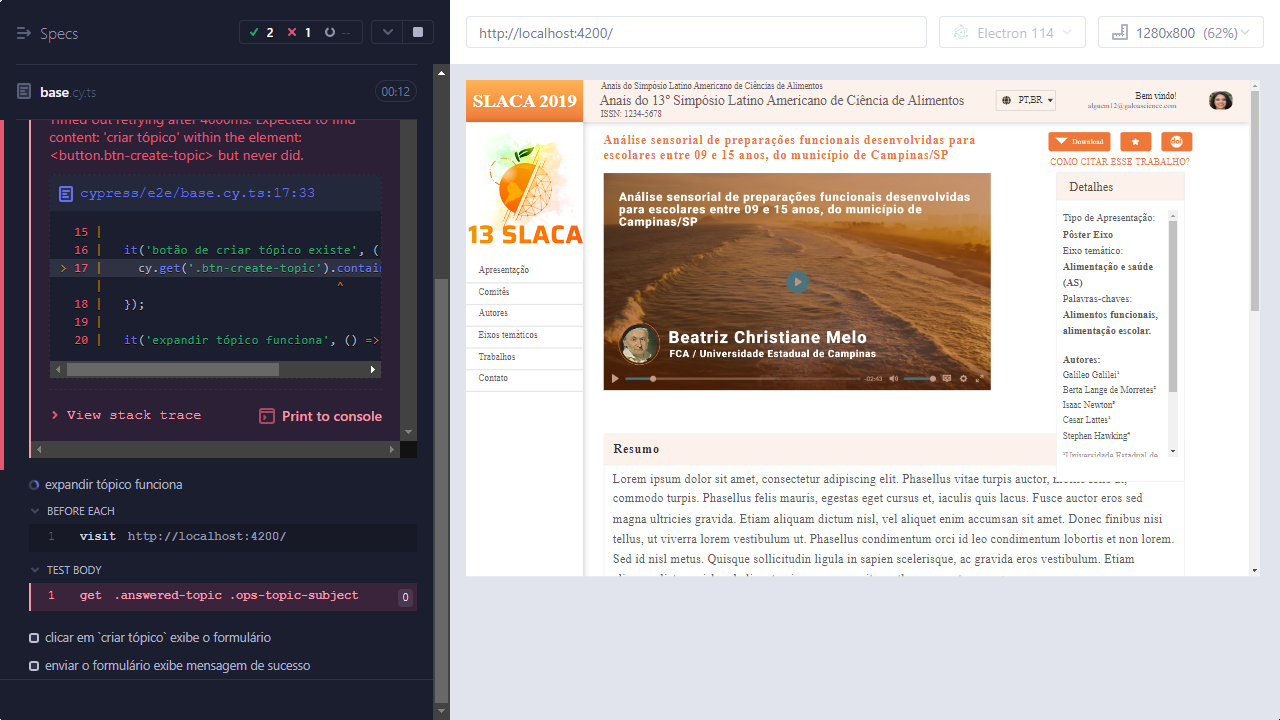 Specs
2
1
--
base.cy.ts
00:12
Timed out retrying after 4000ms: Expected to find
content: 'criar tópico' within the element:
<button.btn-create-topic> but never did.
cypress/e2e/base.cy.ts:17:33
15 |
16 | it('botão de criar tópico existe', (
> 17 | cy.get('.btn-create-topic').contai
| ^
18 | });
19 |
20 | it('expandir tópico funciona', () =>
> View stack trace
Print to console
expandir tópico funciona
BEFORE EACH
1 visit http://localhost:4200/
TEST BODY
1 get .answered-topic .ops-topic-subject 0
clicar em `criar tópico` exibe o formulário
enviar o formulário exibe mensagem de sucesso
http://localhost:4200/
Electron 114
1280x800 (62%)
SLACA 2019
Anais do Simpósio Latino Americano de Ciências de Alimentos
Anais do 13º Simpósio Latino Americano de Ciência de Alimentos
ISSN: 1234-5678
PT,BR
Bem vindo!
alguem12@galoascience.com
13 SLACA
Apresentação
Comitês
Autores
Eixos temáticos
Trabalhos
Contato
Análise sensorial de preparações funcionais desenvolvidas para
escolares entre 09 e 15 anos, do município de Campinas/SP
Análise sensorial de preparações funcionais desenvolvidas
para escolares entre 09 e 15 anos, do município de
Campinas/SP
Beatriz Christiane Melo
FCA / Universidade Estadual de Campinas
-02:43
Download
doi
COMO CITAR ESSE TRABALHO?
Detalhes
Tipo de Apresentação:
Pôster Eixo
Eixo temático:
Alimentação e saúde
(AS)
Palavras-chaves:
Alimentos funcionais,
alimentação escolar.
Autores:
Galileo Galilei¹
Berta Lange de Morretes²
Isaac Newton³
Cesar Lattes¹
Stephen Hawking⁴
¹Universidade Estadual de
Resumo
Lorem ipsum dolor sit amet, consectetur adipiscing elit. Phasellus vitae turpis auctor,
commodo turpis. Phasellus felis mauris, egestas eget cursus et, iaculis quis lacus. Fusce auctor eros sed
magna ultricies gravida. Etiam aliquam dictum nisl, vel aliquet enim accumsan sit amet. Donec finibus nisi
tellus, ut viverra lorem vestibulum ut. Phasellus condimentum orci id leo condimentum lobortis et non lorem.
Sed id nisl metus. Quisque sollicitudin ligula in sapien scelerisque, ac gravida eros vestibulum. Etiam